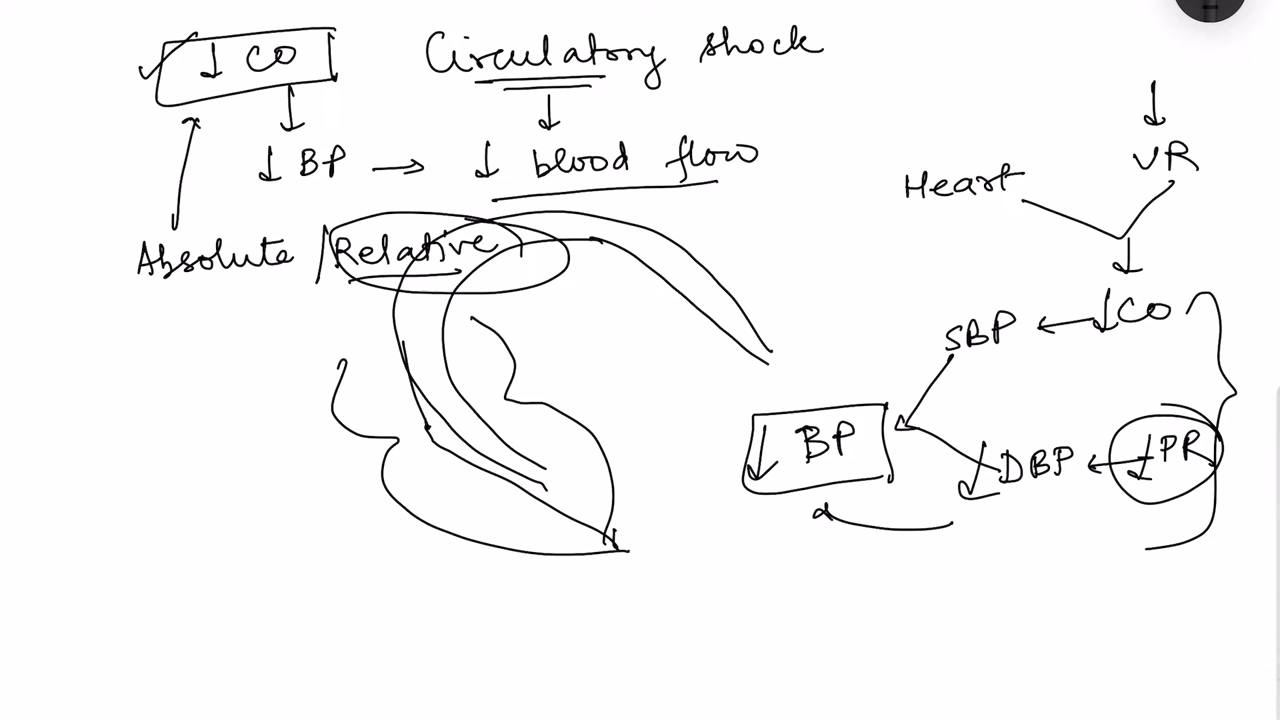 ↓ CO Circulatory shock
↓
↓ BP → ↓ blood flow
Absolute / Relative
↓
VR
Heart
SBP ← ↓ CO
↓ BP
↓ DBP ← ↓ PR